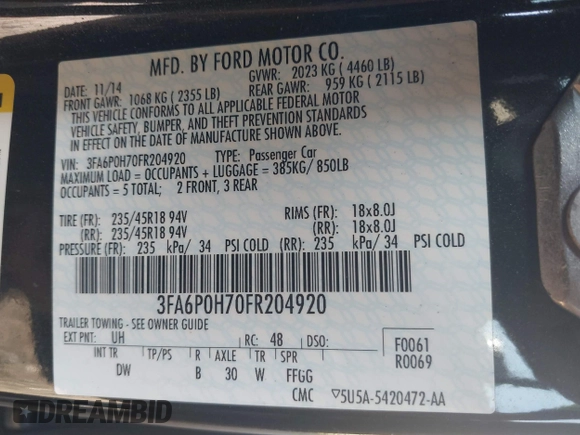 MFD. BY FORD MOTOR CO.
DATE: 11/14 GVWR: 2023 KG ( 4460 LB)
FRONT GAWR: 1068 KG ( 2355 LB) REAR GAWR: 959 KG ( 2115 LB)
THIS VEHICLE CONFORMS TO ALL APPLICABLE FEDERAL MOTOR
VEHICLE SAFETY, BUMPER, AND THEFT PREVENTION STANDARDS
IN EFFECT ON THE DATE OF MANUFACTURE SHOWN ABOVE.
VIN: 3FA6P0H70FR204920 TYPE: Passenger Car
MAXIMUM LOAD = OCCUPANTS + LUGGAGE = 385KG/ 850LB
OCCUPANTS = 5 TOTAL; 2 FRONT, 3 REAR
TIRE (FR): 235/45R18 94V RIMS (FR): 18x8.0J
(RR): 235/45R18 94V (RR): 18x8.0J
PRESSURE (FR): 235 kPa/ 34 PSI COLD (RR): 235 kPa/ 34 PSI COLD
3FA6P0H70FR204920
TRAILER TOWING - SEE OWNER GUIDE
EXT PNT: UH RC: 48 DSO: F0061
INT TR TP/PS R AXLE TR SPR R0069
DW B 30 W FFGG
CMC ▽5U5A-5420472-AA
DREAMBID